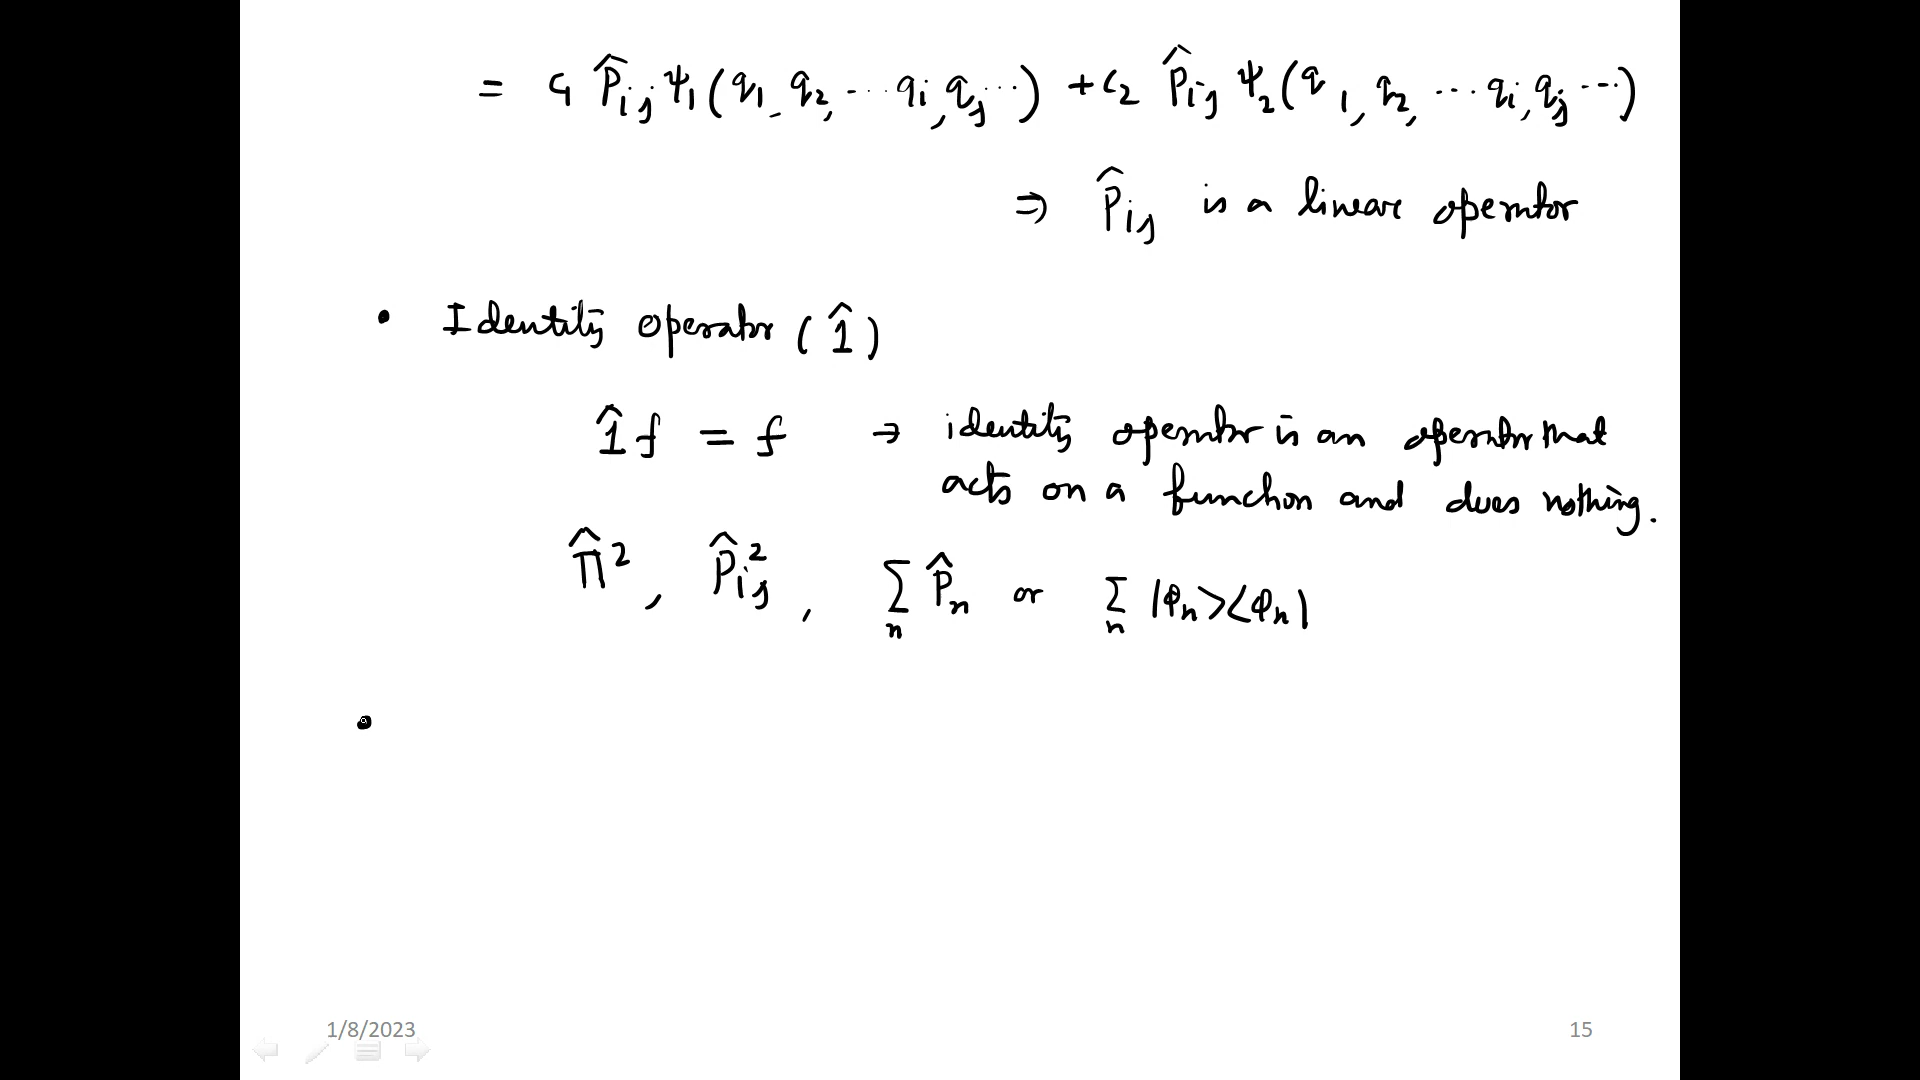 = c₁ P̂ᵢⱼ ψ₁(q₁, q₂, ... qᵢ, qⱼ ...) + c₂ P̂ᵢⱼ ψ₂(q₁, q₂, ... qᵢ, qⱼ ...)
⇒ P̂ᵢⱼ is a linear operator
• Identity operator (1̂)
1̂f = f → identity operator is an operator that
acts on a function and does nothing.
Π̂², P̂ᵢⱼ², Σₙ P̂ₙ or Σₙ |φₙ><φₙ|
•
1/8/2023 15